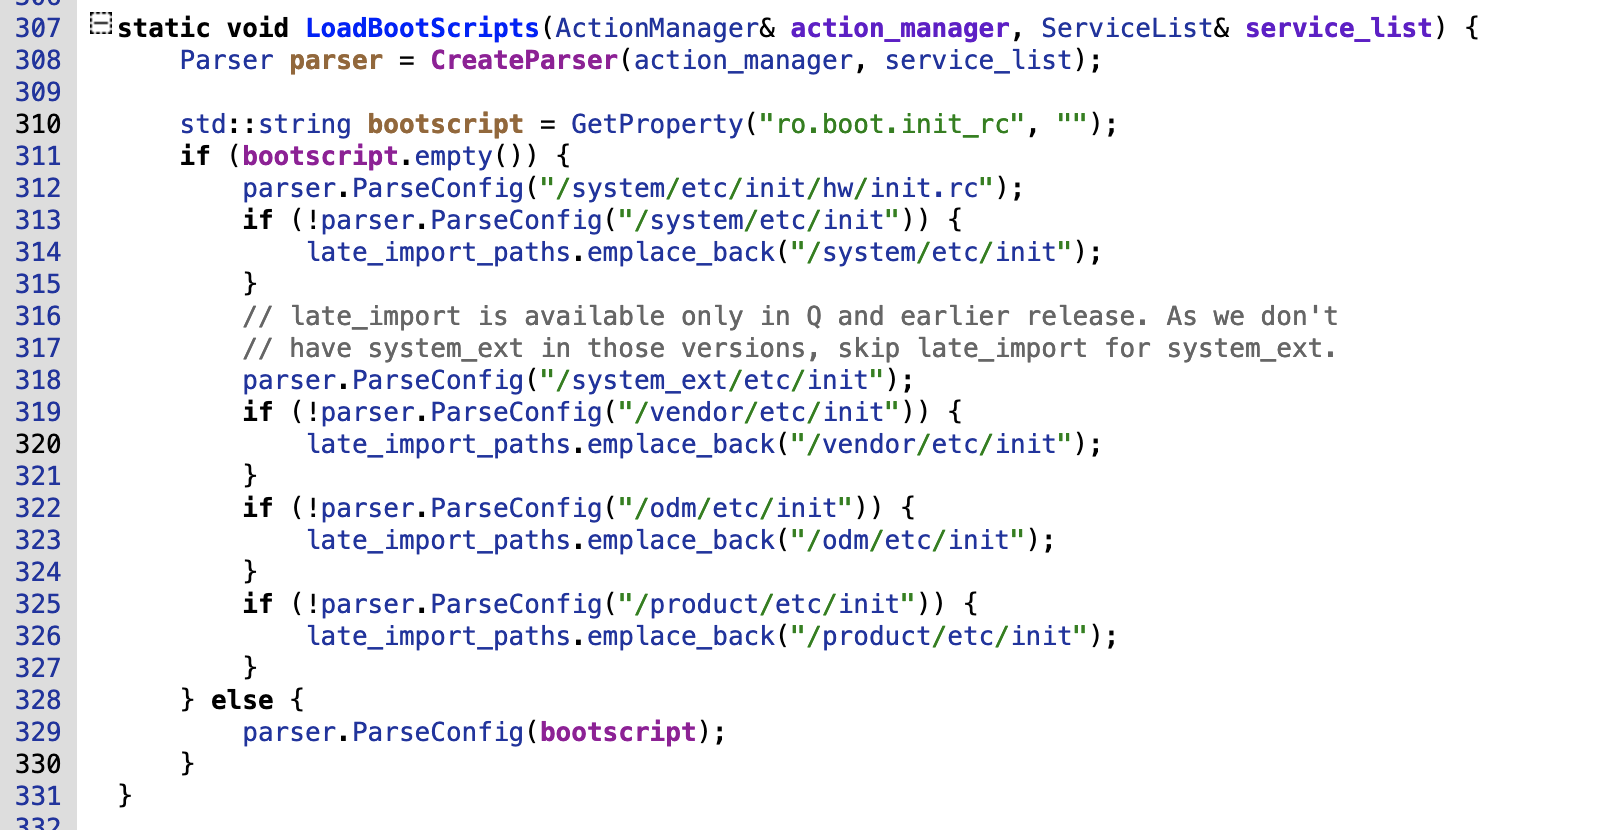 307 static void LoadBootScripts(ActionManager& action_manager, ServiceList& service_list) {
308     Parser parser = CreateParser(action_manager, service_list);
309
310     std::string bootscript = GetProperty("ro.boot.init_rc", "");
311     if (bootscript.empty()) {
312         parser.ParseConfig("/system/etc/init/hw/init.rc");
313         if (!parser.ParseConfig("/system/etc/init")) {
314             late_import_paths.emplace_back("/system/etc/init");
315         }
316         // late_import is available only in Q and earlier release. As we don't
317         // have system_ext in those versions, skip late_import for system_ext.
318         parser.ParseConfig("/system_ext/etc/init");
319         if (!parser.ParseConfig("/vendor/etc/init")) {
320             late_import_paths.emplace_back("/vendor/etc/init");
321         }
322         if (!parser.ParseConfig("/odm/etc/init")) {
323             late_import_paths.emplace_back("/odm/etc/init");
324         }
325         if (!parser.ParseConfig("/product/etc/init")) {
326             late_import_paths.emplace_back("/product/etc/init");
327         }
328     } else {
329         parser.ParseConfig(bootscript);
330     }
331 }
332